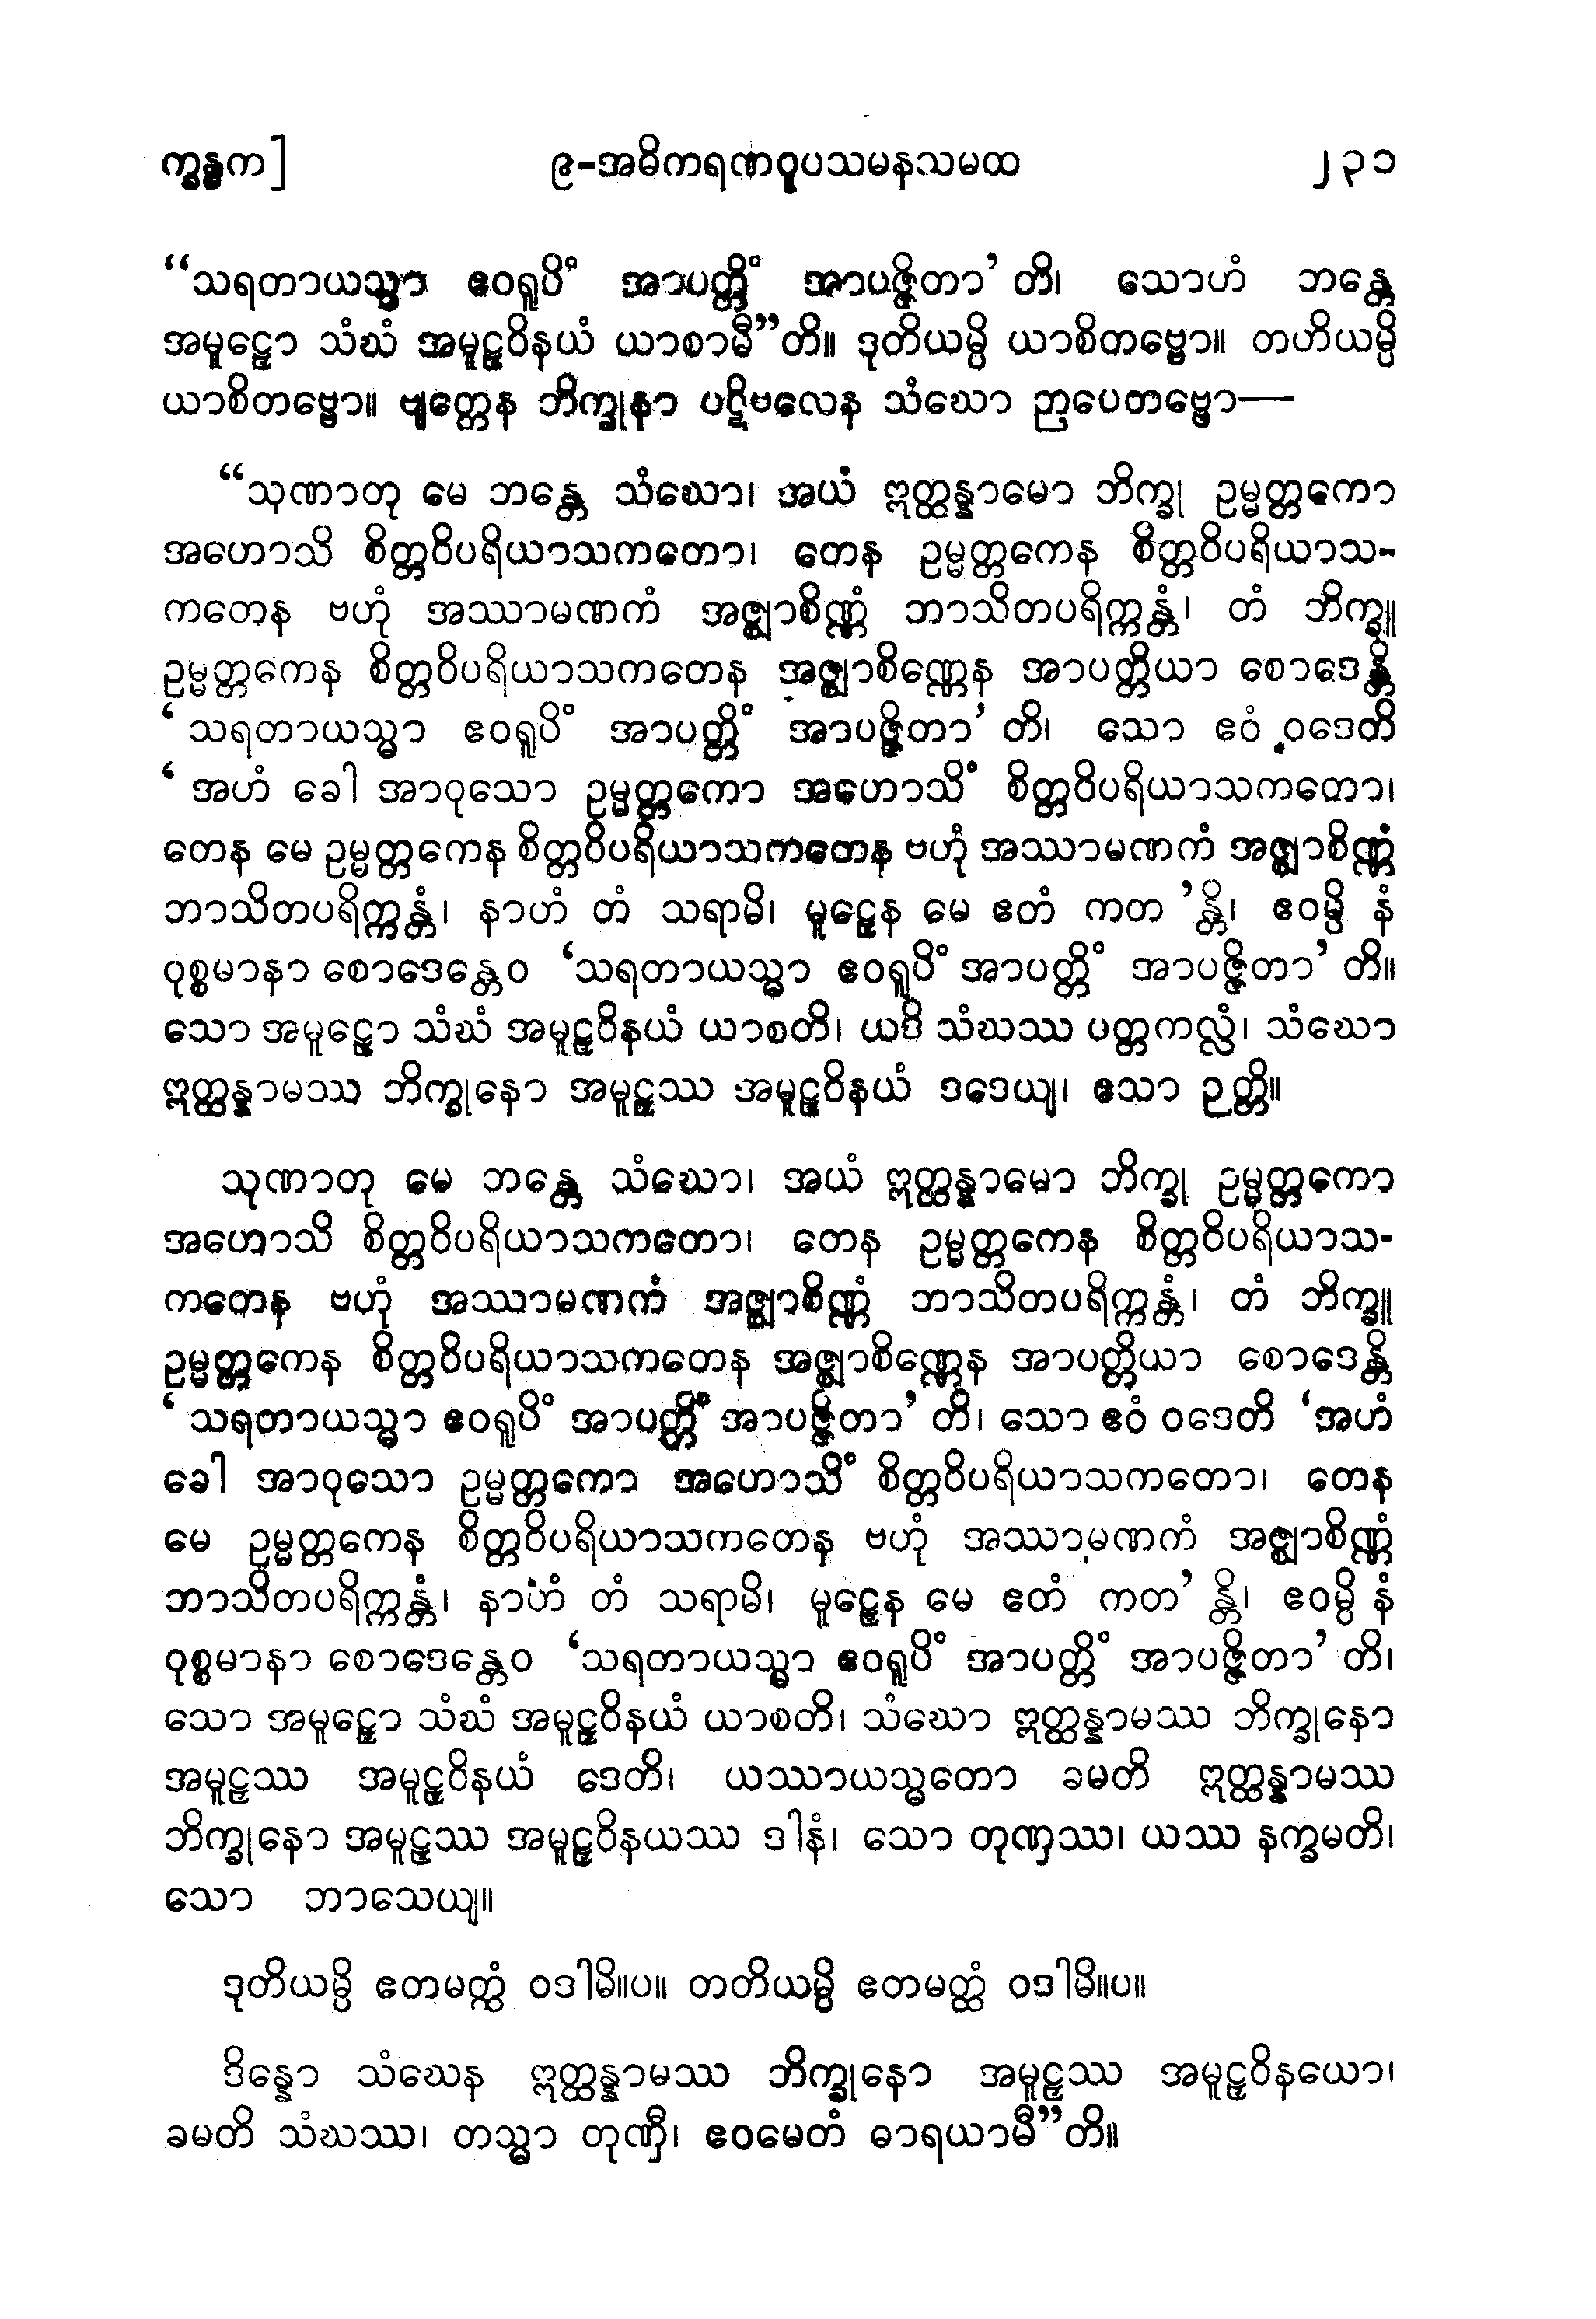 က္ခန္ဓက]	၉-အဓိကရဏဝူပသမနသမထ	၂၃၁
“သရတာယသ္မာ ဧဝရူပိံ အာပတ္တိံ အာပဇ္ဇိတာ’ တိ၊ သောဟံ ဘန္တေ
အမူဠှော သံဃံ အမူဠှဝိနယံ ယာစာမီ”တိ။ ဒုတိယမ္ပိ ယာစိတဗ္ဗော။ တဟိယမ္ပိ
ယာစိတဗ္ဗော။ ဗျတ္တေန ဘိက္ခုနာ ပဋိဗလေန သံဃော ဉာပေတဗ္ဗော—
“သုဏာတု မေ ဘန္တေ သံဃော၊ အယံ ဣတ္ထန္နာမော ဘိက္ခု ဥမ္မတ္တကော
အဟောသိ စိတ္တဝိပရိယာသကတော၊ တေန ဥမ္မတ္တကေန စိတ္တဝိပရိယာသ-
ကတေန ဗဟုံ အဿာမဏကံ အဇ္ဈာစိဏ္ဏံ ဘာသိတပရိက္ကန္တံ၊ တံ ဘိက္ခူ
ဥမ္မတ္တကေန စိတ္တဝိပရိယာသကတေန အဇ္ဈာစိဏ္ဏေန အာပတ္တိယာ စောဒေန္တိ
‘ သရတာယသ္မာ ဧဝရူပိံ အာပတ္တိံ အာပဇ္ဇိတာ’ တိ၊ သော ဧဝံ ဝဒေတိ
‘ အဟံ ခေါ အာဝုသော ဥမ္မတ္တကော အဟောသိံ စိတ္တဝိပရိယာသကတော၊
တေန မေ ဥမ္မတ္တကေန စိတ္တဝိပရိယာသကတေန ဗဟုံ အဿာမဏကံ အဇ္ဈာစိဏ္ဏံ
ဘာသိတပရိက္ကန္တံ၊ နာဟံ တံ သရာမိ၊ မူဠှေန မေ ဧတံ ကတ ’န္တိ၊ ဧဝမ္ပိ နံ
ဝုစ္စမာနာ စောဒေန္တေဝ ‘သရတာယသ္မာ ဧဝရူပိံ အာပတ္တိံ အာပဇ္ဇိတာ’ တိ။
သော အမူဠှော သံဃံ အမူဠှဝိနယံ ယာစတိ၊ ယဒိ သံဃဿ ပတ္တကလ္လံ၊ သံဃော
ဣတ္ထန္နာမဿ ဘိက္ခုနော အမူဠှဿ အမူဠှဝိနယံ ဒဒေယျ၊ ဧသာ ဉတ္တိ။
သုဏာတု မေ ဘန္တေ သံဃော၊ အယံ ဣတ္ထန္နာမော ဘိက္ခု ဥမ္မတ္တကော
အဟောသိ စိတ္တဝိပရိယာသကတော၊ တေန ဥမ္မတ္တကေန စိတ္တဝိပရိယာသ-
ကတေန ဗဟုံ အဿာမဏကံ အဇ္ဈာစိဏ္ဏံ ဘာသိတပရိက္ကန္တံ၊ တံ ဘိက္ခူ
ဥမ္မတ္တကေန စိတ္တဝိပရိယာသကတေန အဇ္ဈာစိဏ္ဏေန အာပတ္တိယာ စောဒေန္တိ
‘ သရတာယသ္မာ ဧဝရူပိံ အာပတ္တိံ အာပဇ္ဇိတာ’ တိ၊ သော ဧဝံ ဝဒေတိ ‘အဟံ
ခေါ အာဝုသော ဥမ္မတ္တကော အဟောသိံ စိတ္တဝိပရိယာသကတော၊ တေန
မေ ဥမ္မတ္တကေန စိတ္တဝိပရိယာသကတေန ဗဟုံ အဿာမဏကံ အဇ္ဈာစိဏ္ဏံ
ဘာသိတပရိက္ကန္တံ၊ နာဟံ တံ သရာမိ၊ မူဠှေန မေ ဧတံ ကတ’ န္တိ၊ ဧဝမ္ပိ နံ
ဝုစ္စမာနာ စောဒေန္တေဝ ‘သရတာယသ္မာ ဧဝရူပိံ အာပတ္တိံ အာပဇ္ဇိတာ’ တိ၊
သော အမူဠှော သံဃံ အမူဠှဝိနယံ ယာစတိ၊ သံဃော ဣတ္ထန္နာမဿ ဘိက္ခုနော
အမူဠှဿ အမူဠှဝိနယံ ဒေတိ၊ ယဿာယသ္မတော ခမတိ ဣတ္ထန္နာမဿ
ဘိက္ခုနော အမူဠှဿ အမူဠှဝိနယဿ ဒါနံ၊ သော တုဏှဿ၊ ယဿ နက္ခမတိ၊
သော ဘာသေယျ။
ဒုတိယမ္ပိ ဧတမတ္ထံ ဝဒါမိ။ပ။ တတိယမ္ပိ ဧတမတ္ထံ ဝဒါမိ။ပ။
ဒိန္နော သံဃေန ဣတ္ထန္နာမဿ ဘိက္ခုနော အမူဠှဿ အမူဠှဝိနယော၊
ခမတိ သံဃဿ၊ တသ္မာ တုဏှီ၊ ဧဝမေတံ ဓာရယာမီ”တိ။